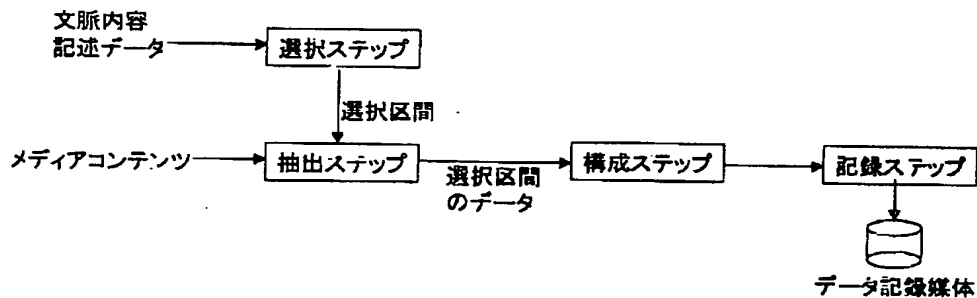 文脈内容
記述データ
選択ステップ
選択区間
メディアコンテンツ
抽出ステップ
選択区間
のデータ
構成ステップ
記録ステップ
データ記録媒体